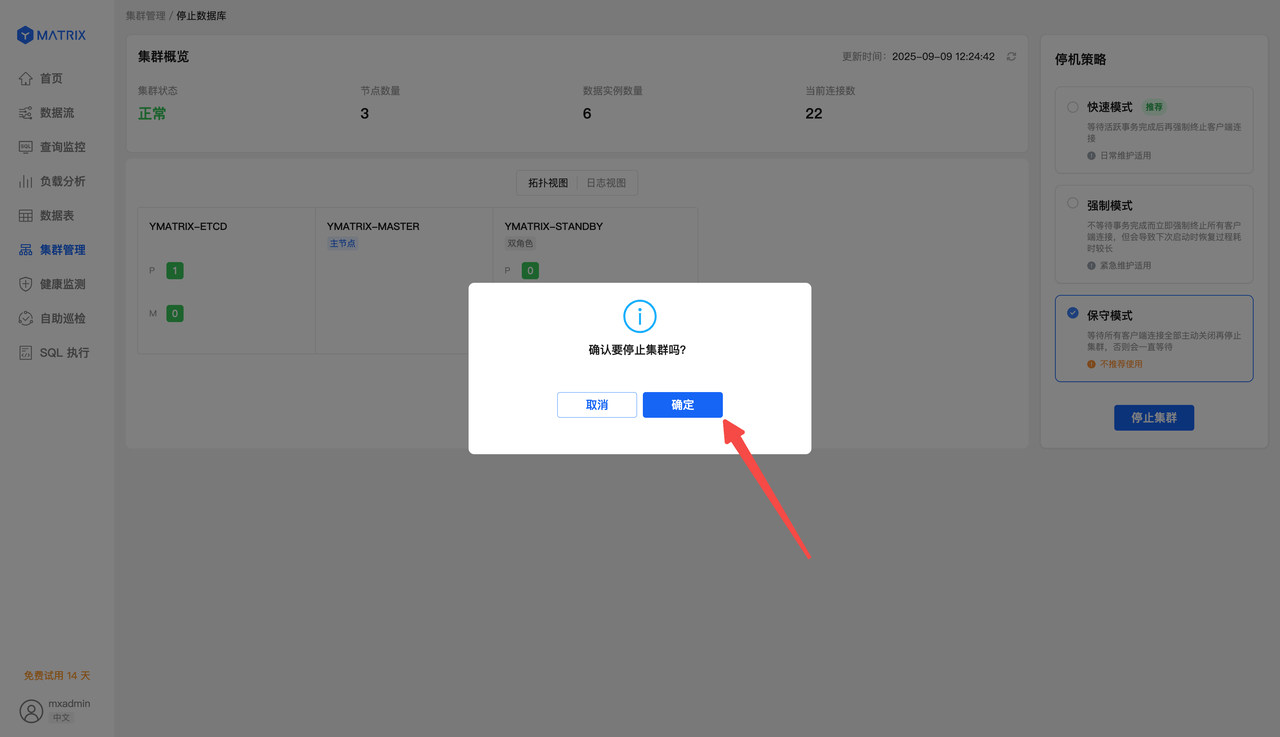 MATRIX
首页
数据流
查询监控
负载分析
数据表
集群管理
健康监测
自助巡检
SQL 执行
免费试用 14 天
mxadmin
中文
集群管理 / 停止数据库
集群概览
更新时间： 2025-09-09 12:24:42
集群状态 节点数量 数据实例数量 当前连接数
正常 3 6 22
拓扑视图 日志视图
YMATRIX-ETCD
P 1
M 0
YMATRIX-MASTER
主节点
YMATRIX-STANDBY
双角色
P 0
确认要停止集群吗?
取消 确定
停机策略
快速模式 推荐
等待活跃事务完成后再强制终止客户端连
接
日常维护适用
强制模式
不等待事务完成而立即强制终止所有客户
端连接，但会导致下次启动时恢复过程耗
时较长
紧急维护适用
保守模式
等待所有客户端连接全部主动关闭再停止
集群，否则会一直等待
不推荐使用
停止集群